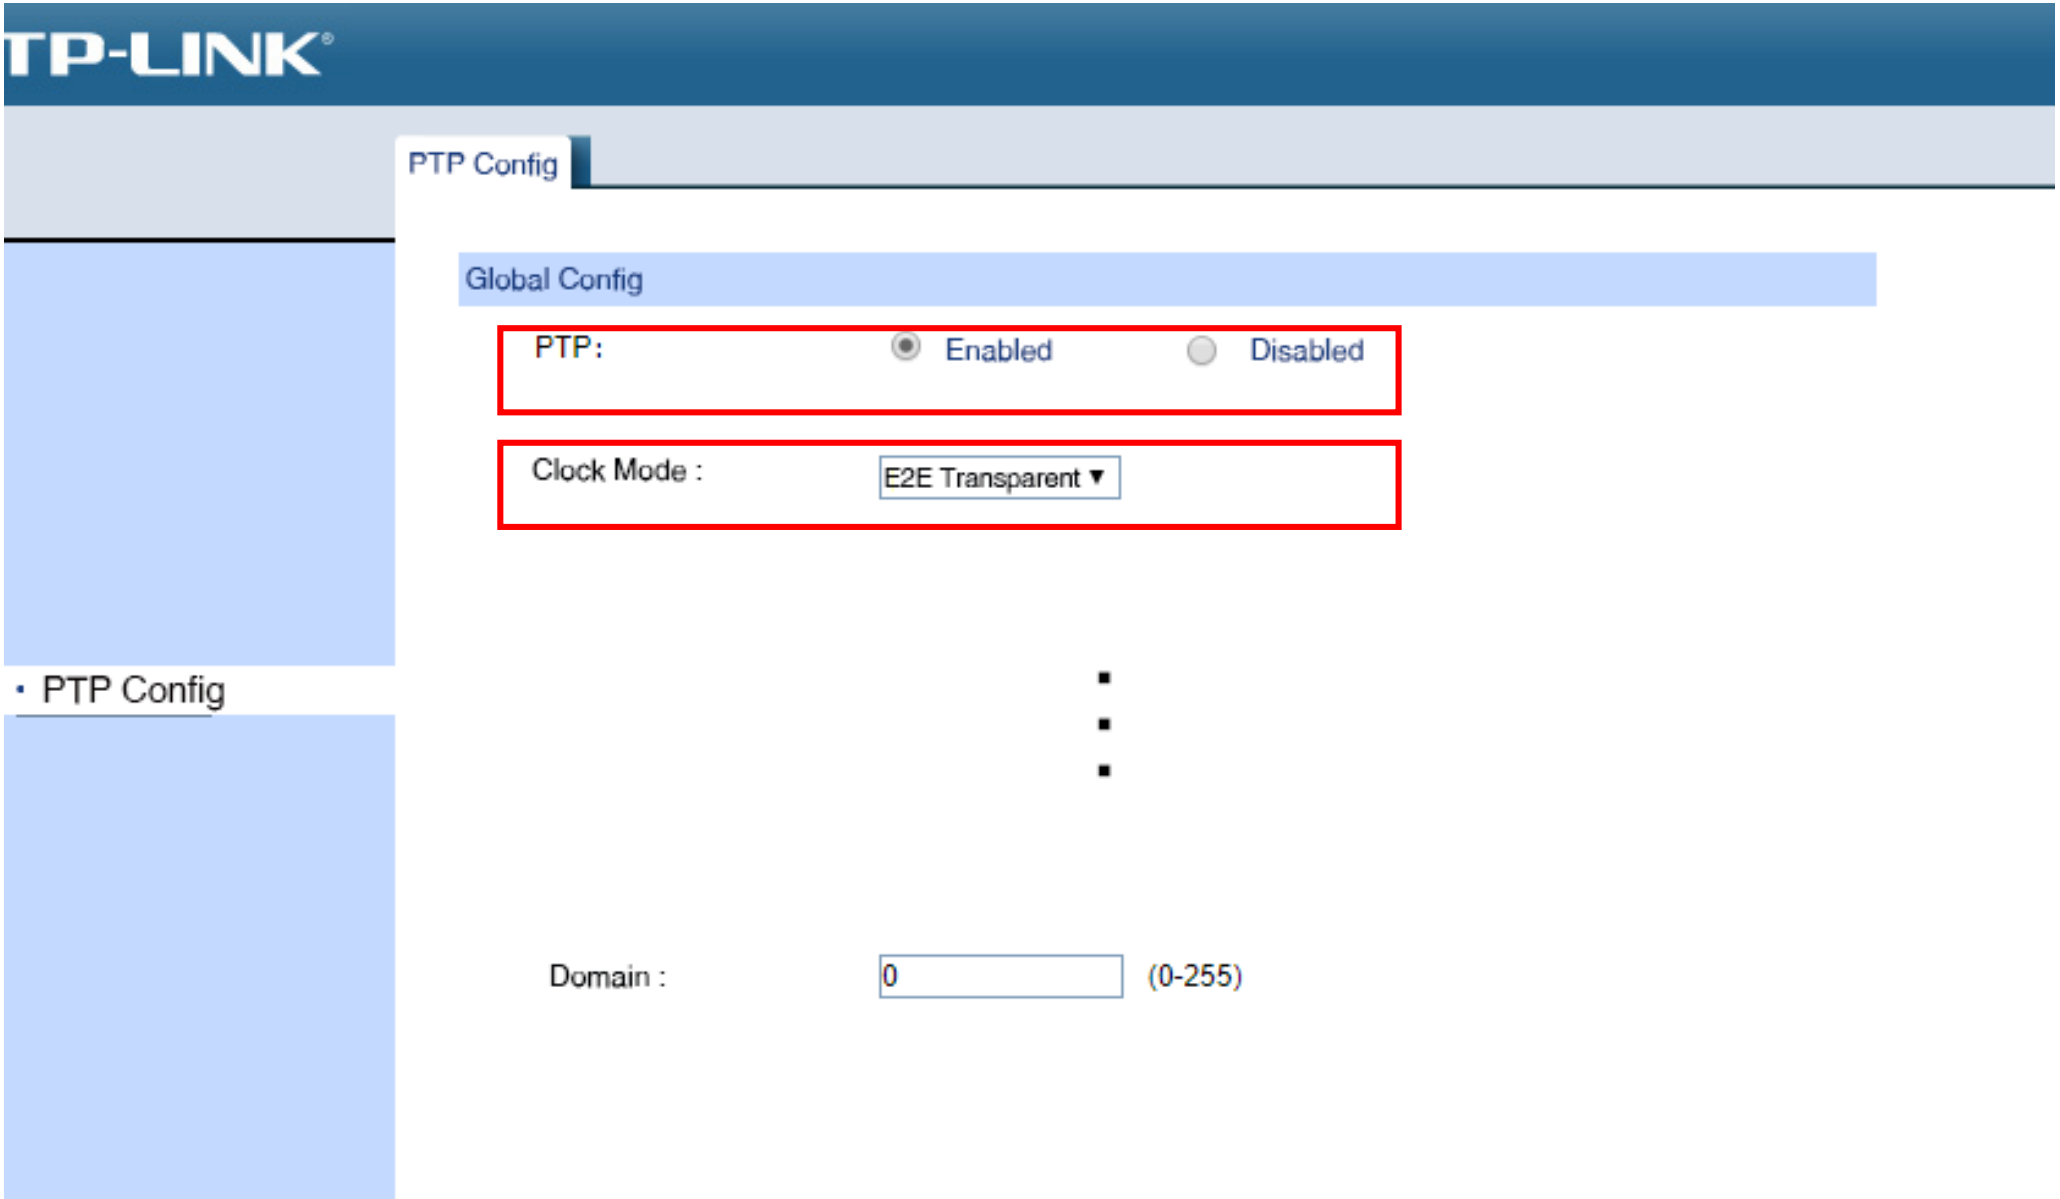 TP-LINK®
PTP Config
Global Config
PTP: Enabled Disabled
Clock Mode : E2E Transparent ▼
· PTP Config
Domain : 0 (0-255)